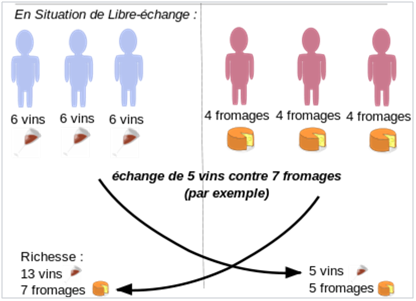 En Situation de Libre-échange :
6 vins 6 vins 6 vins
4 fromages 4 fromages 4 fromages
échange de 5 vins contre 7 fromages
(par exemple)
Richesse :
13 vins
7 fromages
5 vins
5 fromages